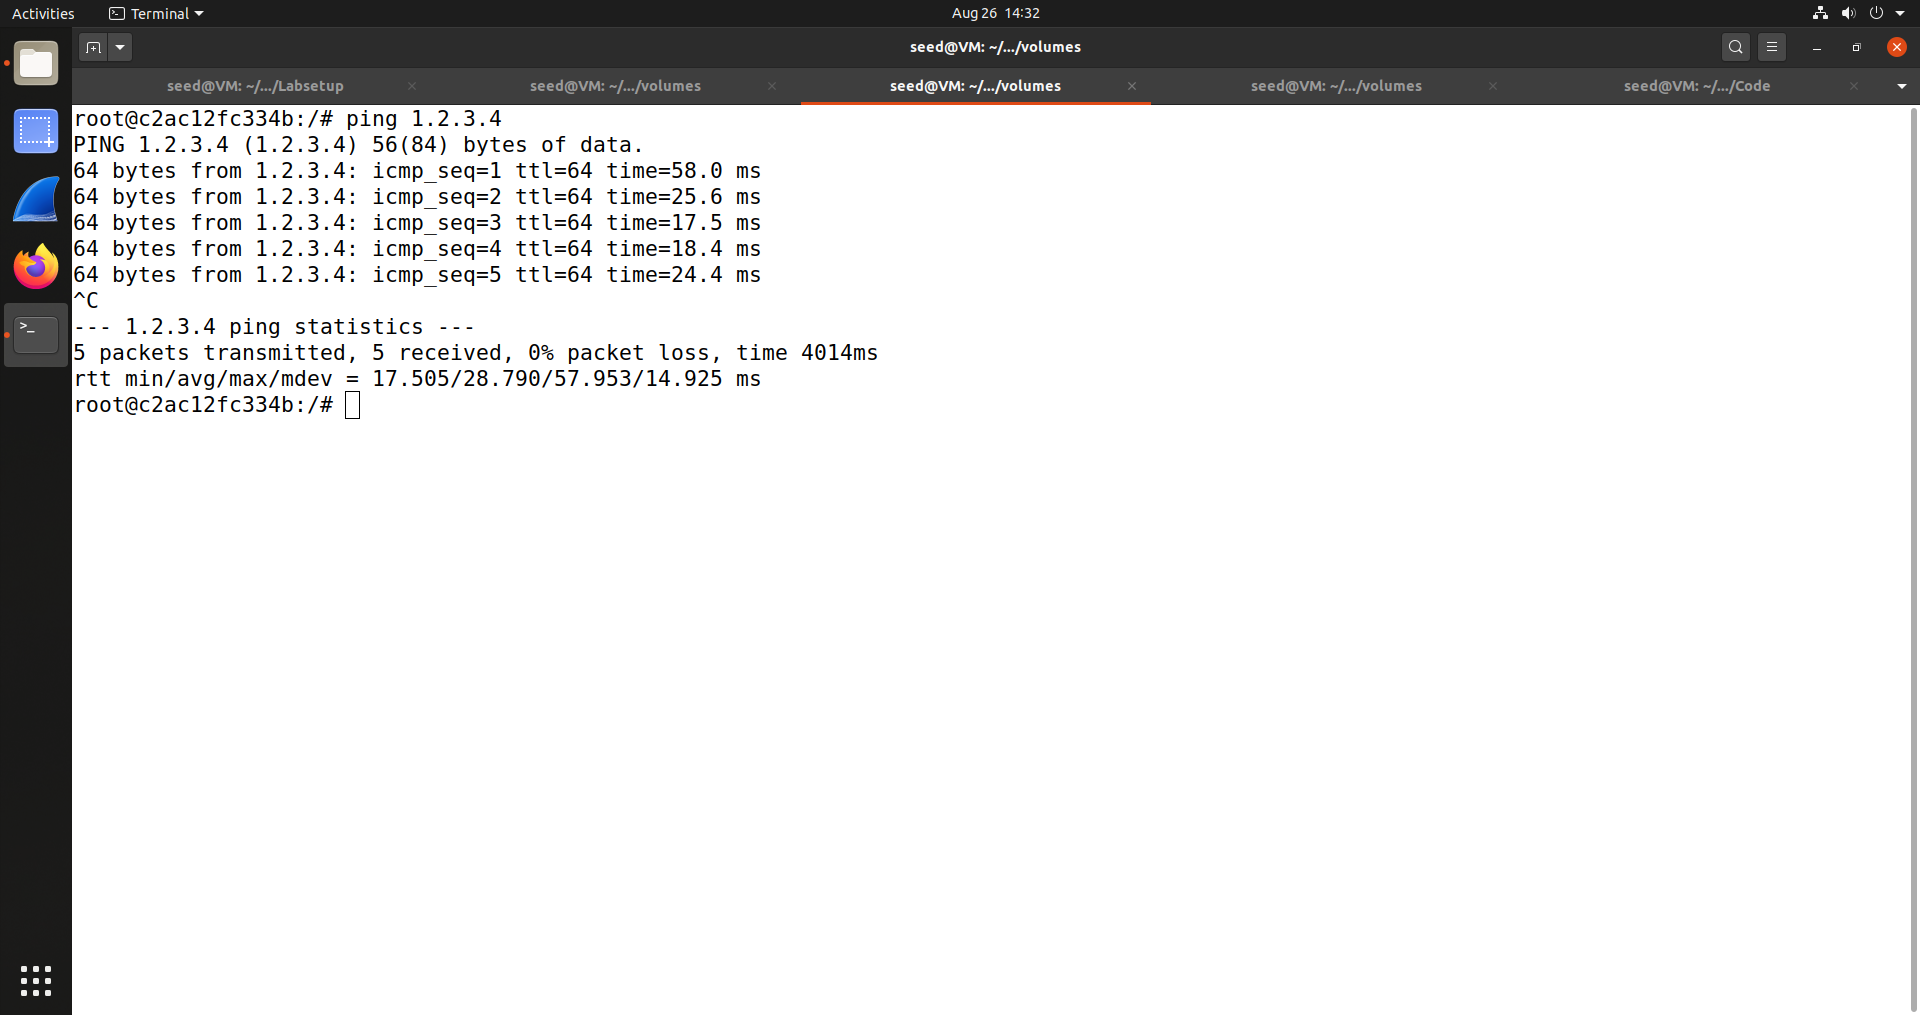 Activities
Terminal
Aug 26 14:32
seed@VM: ~/.../volumes
seed@VM: ~/.../Labsetup
seed@VM: ~/.../volumes
seed@VM: ~/.../volumes
seed@VM: ~/.../volumes
seed@VM: ~/.../Code
root@c2ac12fc334b:/# ping 1.2.3.4
PING 1.2.3.4 (1.2.3.4) 56(84) bytes of data.
64 bytes from 1.2.3.4: icmp_seq=1 ttl=64 time=58.0 ms
64 bytes from 1.2.3.4: icmp_seq=2 ttl=64 time=25.6 ms
64 bytes from 1.2.3.4: icmp_seq=3 ttl=64 time=17.5 ms
64 bytes from 1.2.3.4: icmp_seq=4 ttl=64 time=18.4 ms
64 bytes from 1.2.3.4: icmp_seq=5 ttl=64 time=24.4 ms
^C
--- 1.2.3.4 ping statistics ---
5 packets transmitted, 5 received, 0% packet loss, time 4014ms
rtt min/avg/max/mdev = 17.505/28.790/57.953/14.925 ms
root@c2ac12fc334b:/#